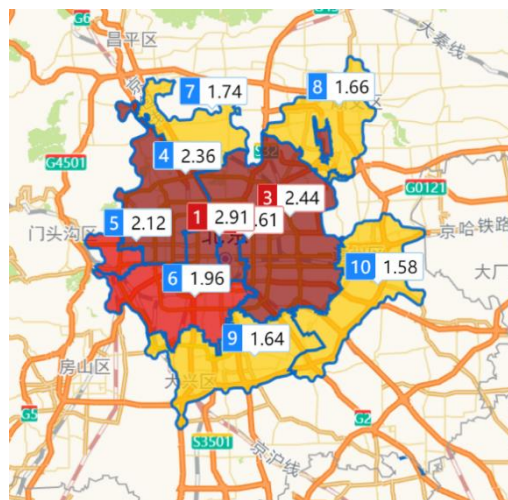 G6
昌平区
大秦线
7 1.74
8 1.66
4 2.36
S32
G4501
3 2.44
G0121
5 2.12
1 2.91
.61
门头沟区
京哈铁路
北京
6 1.96
10 1.58
大厂
9 1.64
房山区
大兴区
G5
G2
S3501
京沪线